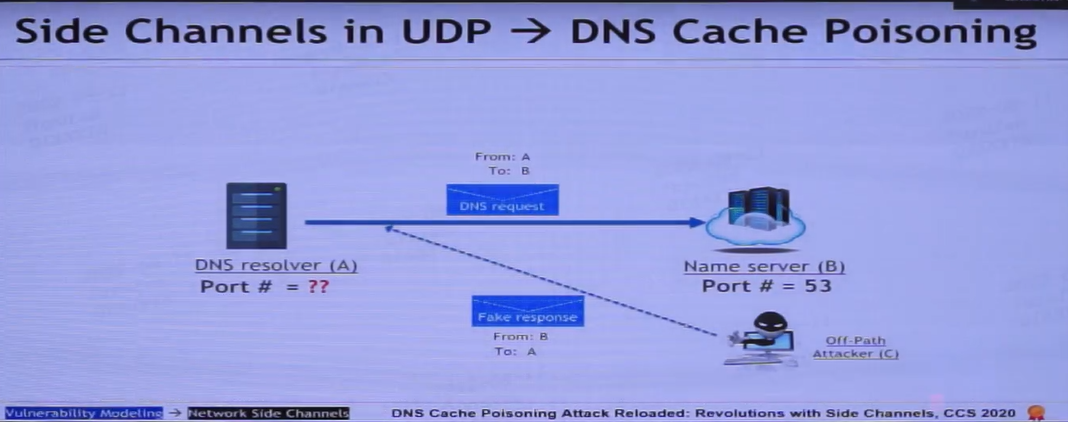 Side Channels in UDP → DNS Cache Poisoning
From: A
To: B
DNS request
DNS resolver (A)
Port # = ??
Name server (B)
Port # = 53
Fake response
From: B
To: A
Off-Path
Attacker (C)
Vulnerability Modeling → Network Side Channels
DNS Cache Poisoning Attack Reloaded: Revolutions with Side Channels, CCS 2020